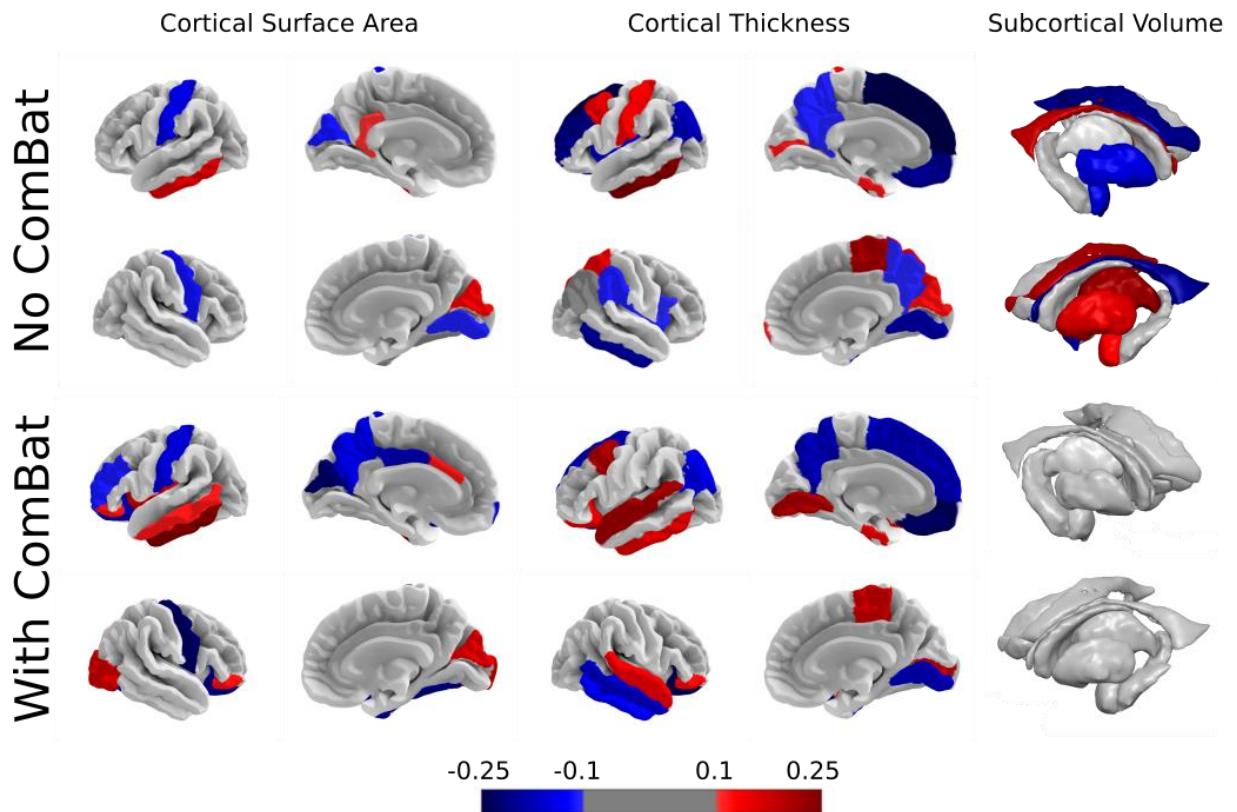 Cortical Surface Area
Cortical Thickness
Subcortical Volume
No ComBat
With ComBat
-0.25 -0.1 0.1 0.25